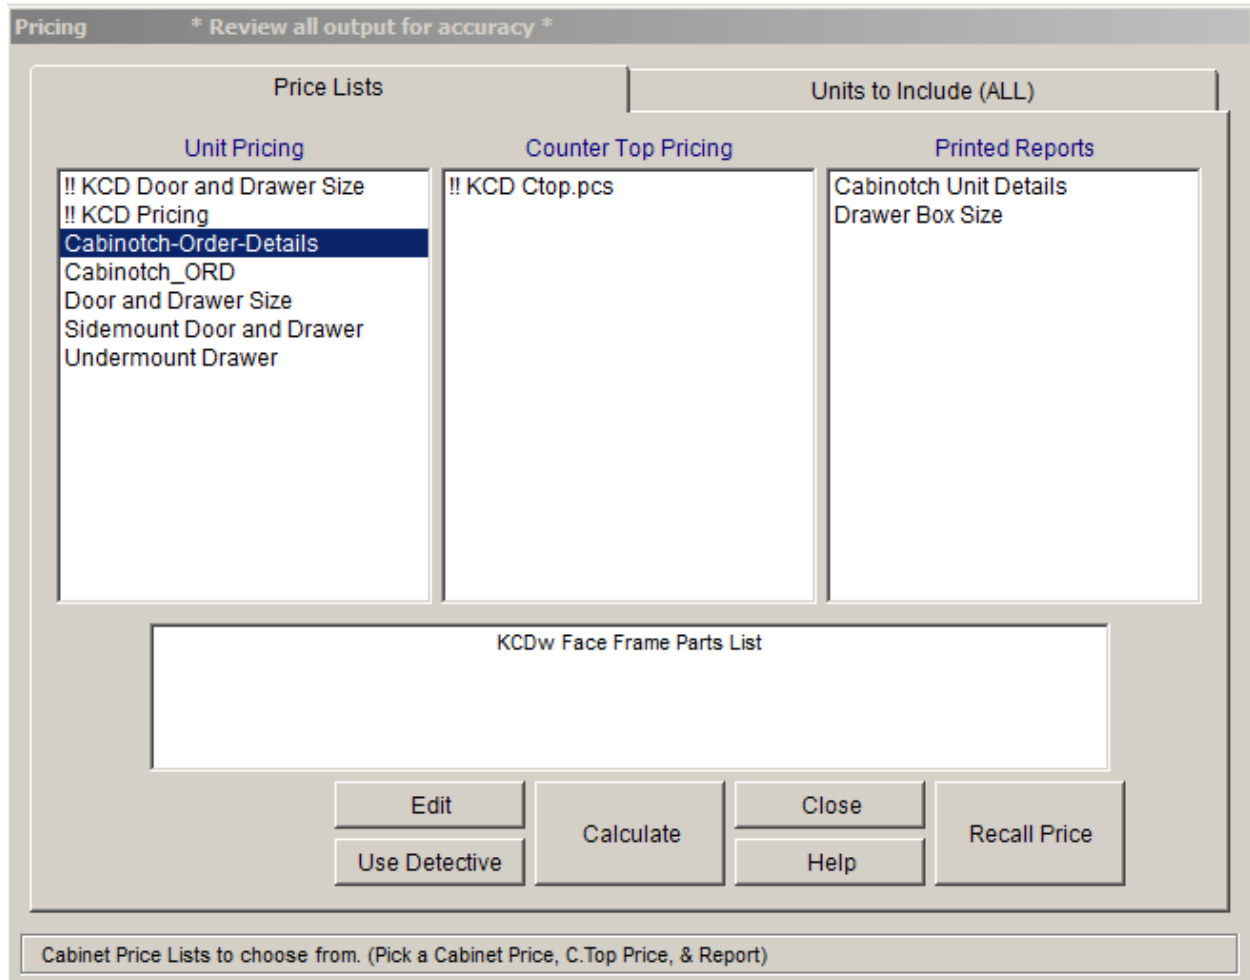 Pricing * Review all output for accuracy *
Price Lists
Units to Include (ALL)
Unit Pricing
!! KCD Door and Drawer Size
!! KCD Pricing
Cabinotch-Order-Details
Cabinotch_ORD
Door and Drawer Size
Sidemount Door and Drawer
Undermount Drawer
Counter Top Pricing
!! KCD Ctop.pcs
Printed Reports
Cabinotch Unit Details
Drawer Box Size
KCDw Face Frame Parts List
Edit
Use Detective
Calculate
Close
Help
Recall Price
Cabinet Price Lists to choose from. (Pick a Cabinet Price, C.Top Price, & Report)